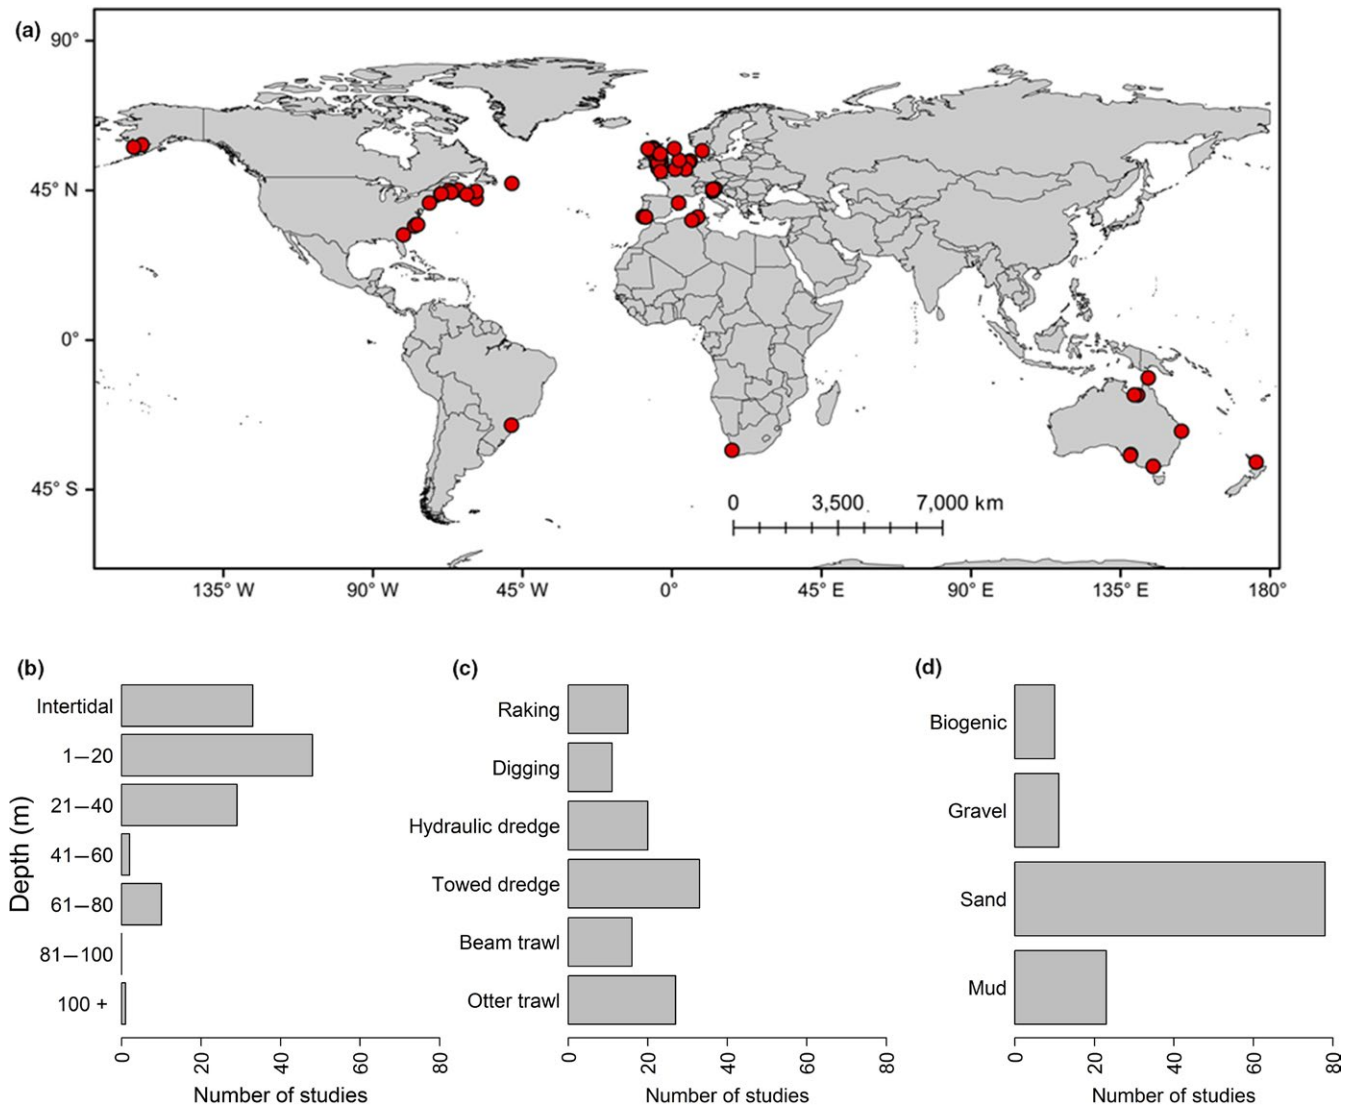 (a)
90°
45° N
0°
45° S
0 3,500 7,000 km
135° W 90° W 45° W 0° 45° E 90° E 135° E 180°
(b)
Depth (m)
Intertidal
1—20
21—40
41—60
61—80
81—100
100 +
0 20 40 60 80
Number of studies
(c)
Raking
Digging
Hydraulic dredge
Towed dredge
Beam trawl
Otter trawl
0 20 40 60 80
Number of studies
(d)
Biogenic
Gravel
Sand
Mud
0 20 40 60 80
Number of studies